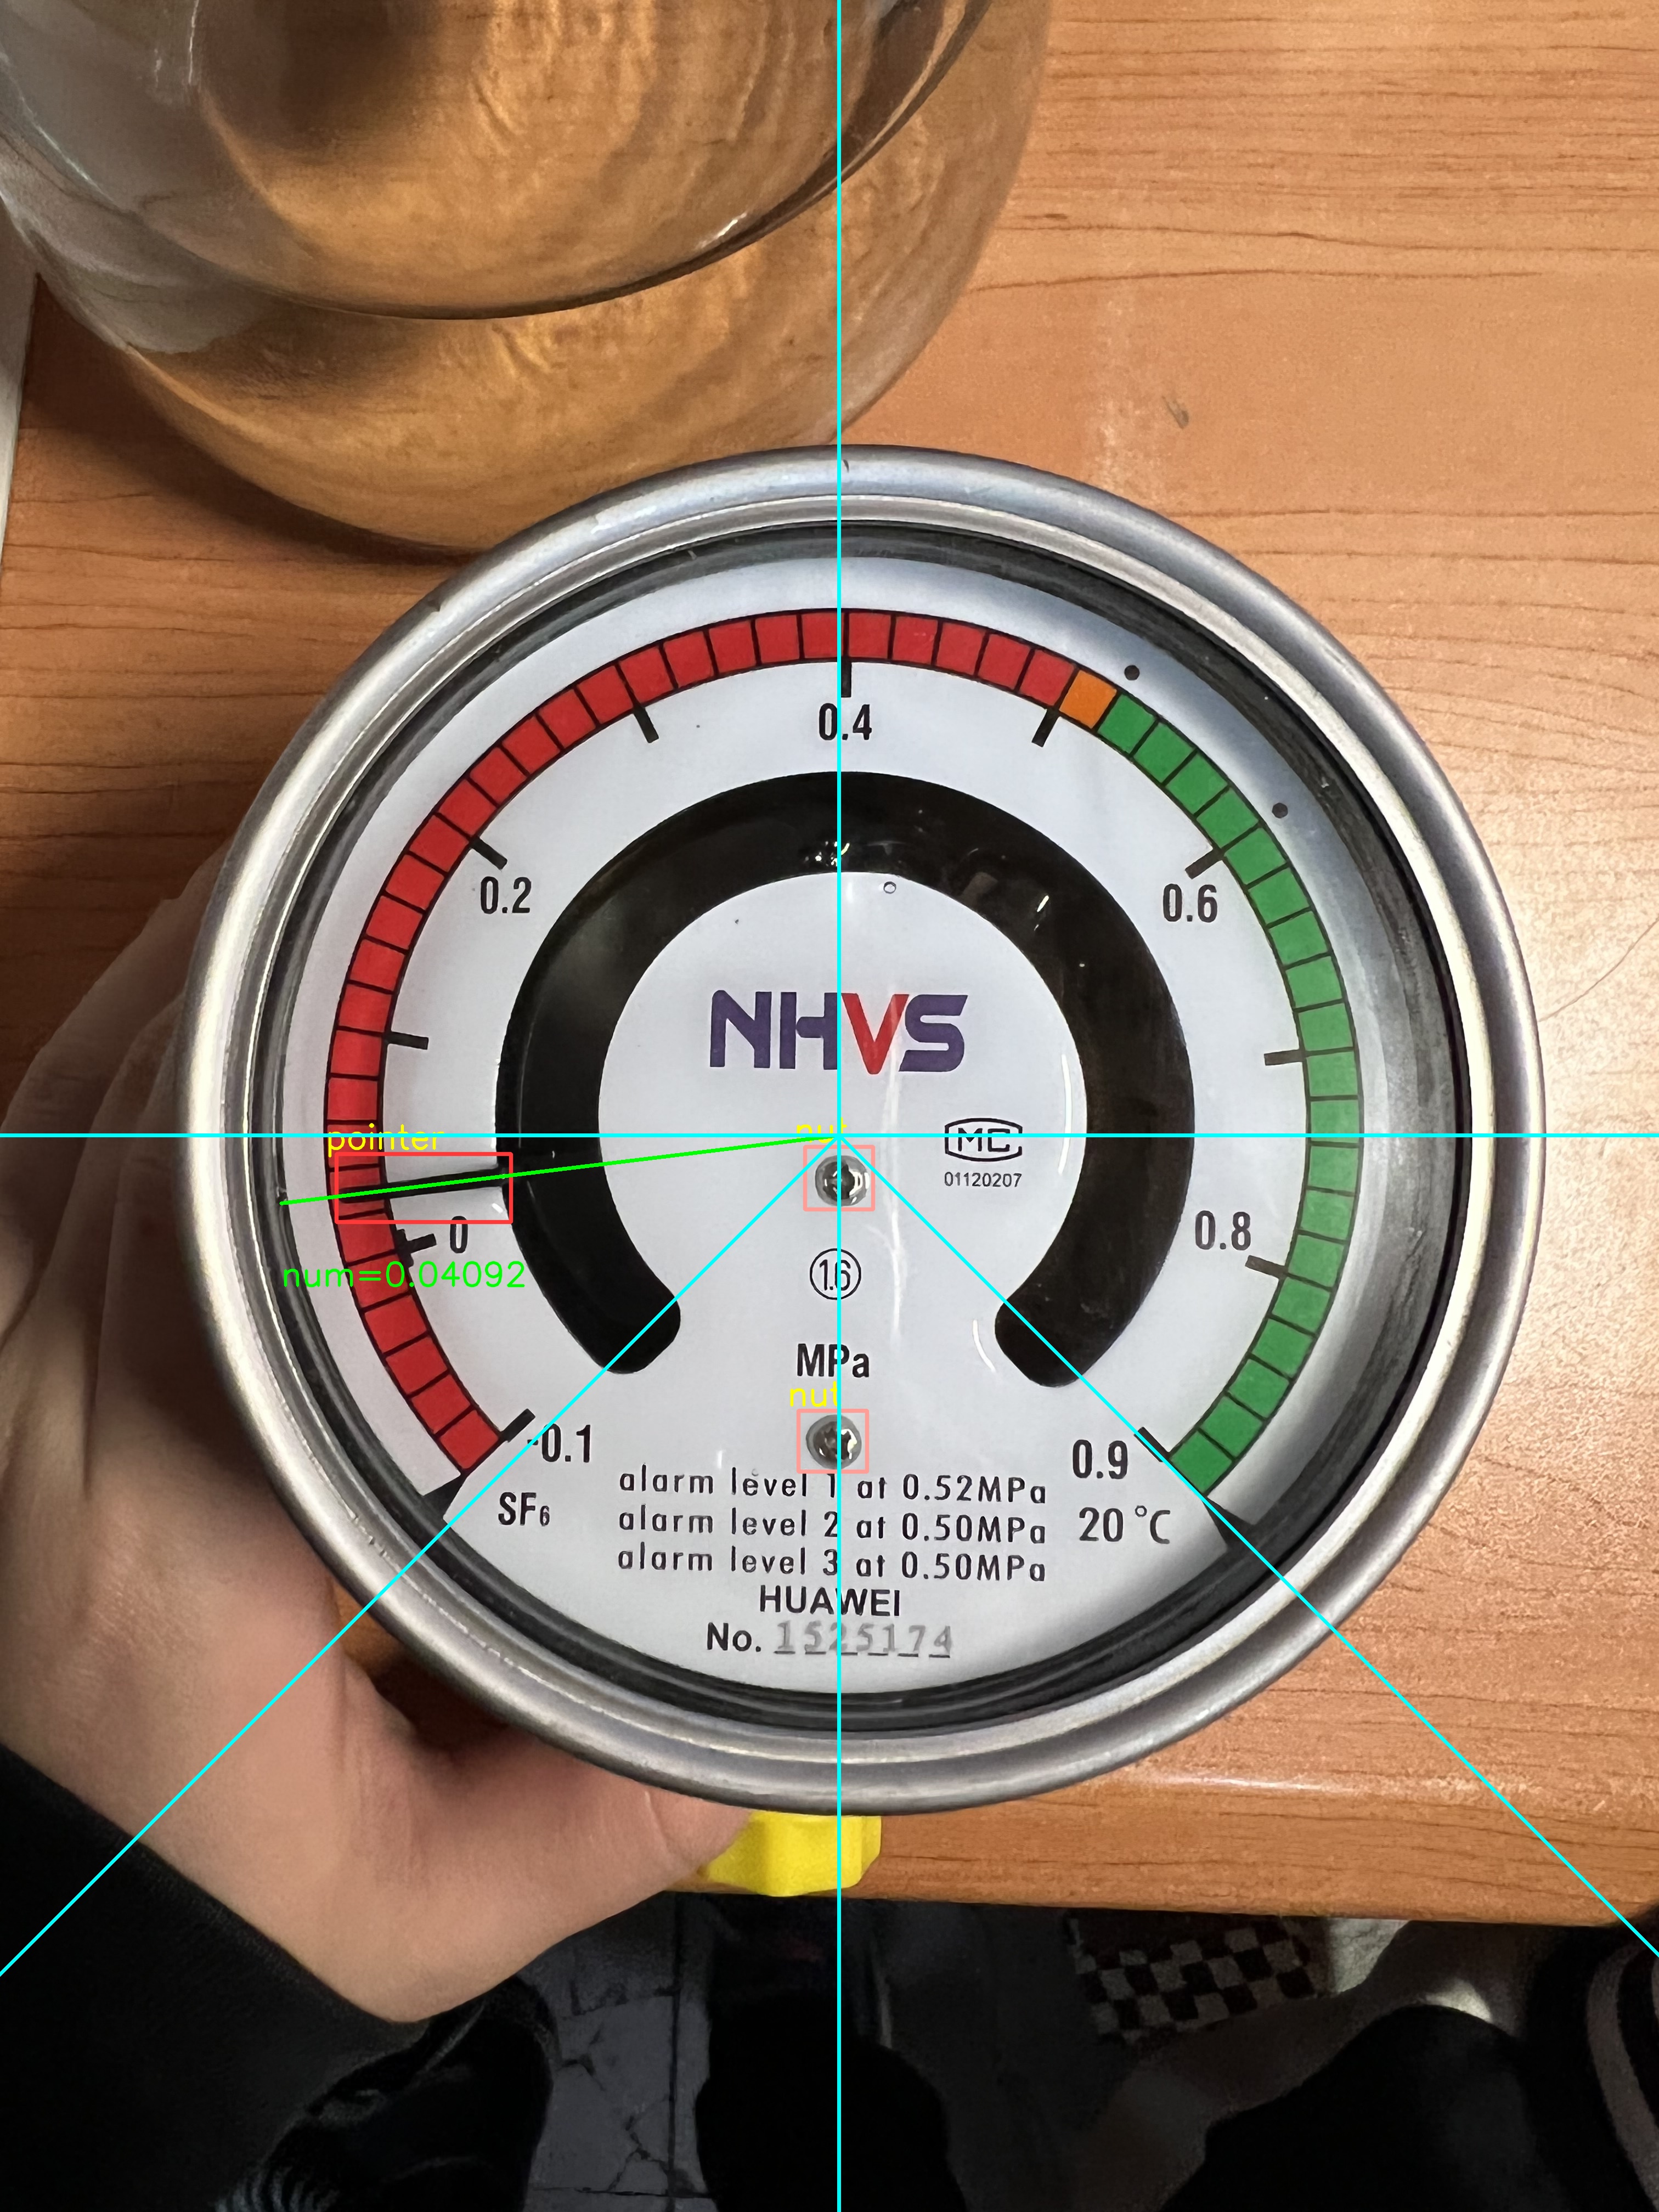 0.4
0.2
0.6
NHVS
nut
pointer
MC
01120207
0
0.8
num=0.04092
1.6
MPa
nut
-0.1
0.9
SF₆
20°C
alarm level 1 at 0.52MPa
alarm level 2 at 0.50MPa
alarm level 3 at 0.50MPa
HUAWEI
No. 1525174